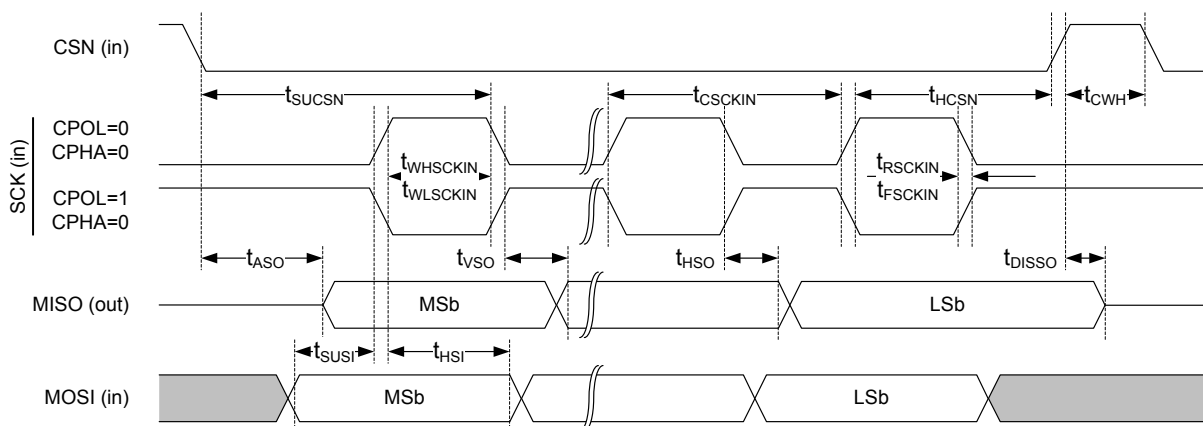 CSN (in)
tSUCSN
tCSCKIN
tHCSN
tCWH
SCK (in)
CPOL=0
CPHA=0
tWHSCKIN
tRSCKIN
CPOL=1
CPHA=0
tWLSCKIN
tFSCKIN
tASO
tVSO
tHSO
tDISSO
MISO (out)
MSb
LSb
tSUSI
tHSI
MOSI (in)
MSb
LSb